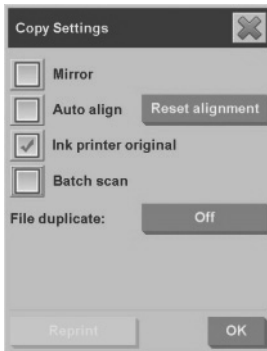 Copy Settings
Mirror
Auto align Reset alignment
Ink printer original
Batch scan
File duplicate: Off
Reprint OK